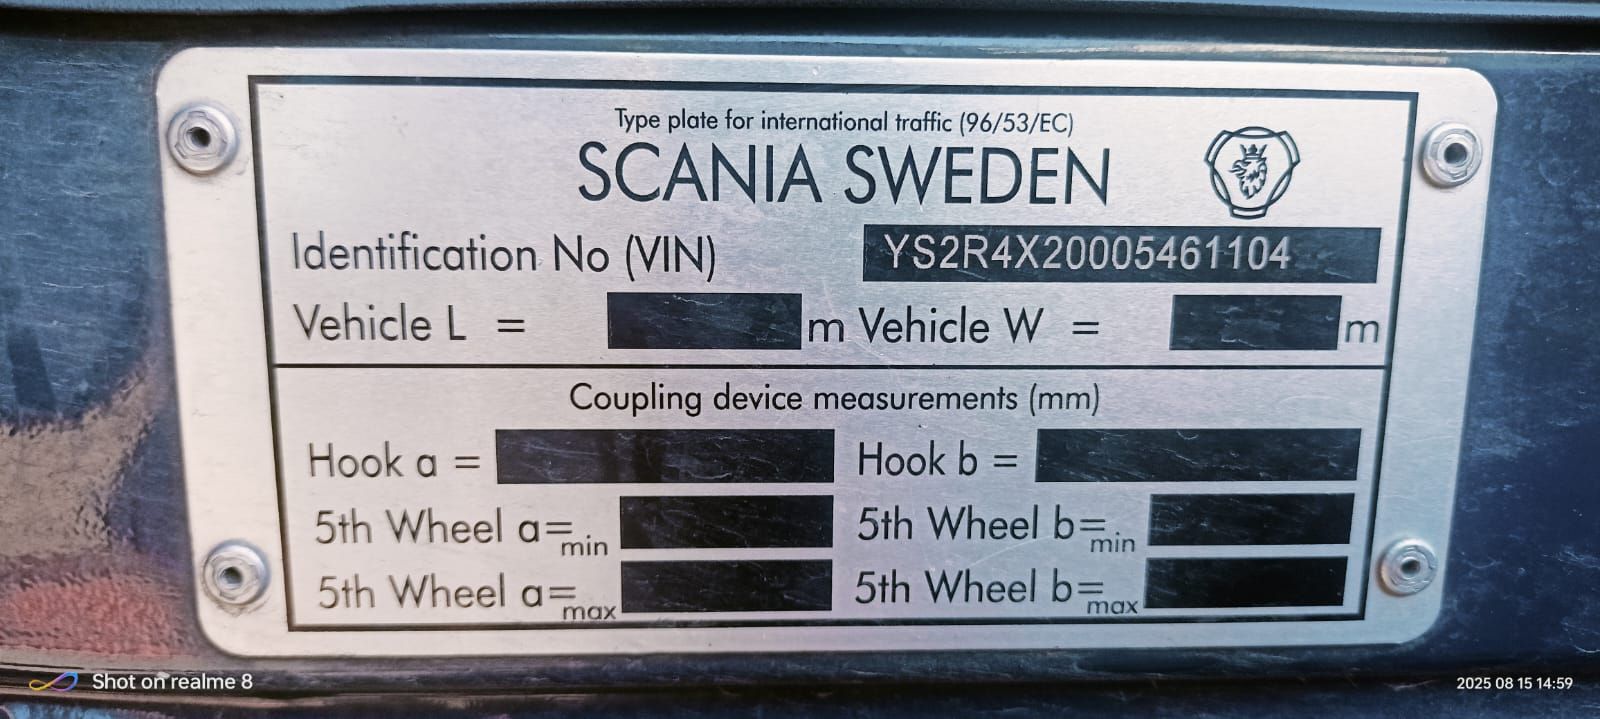 Type plate for international traffic (96/53/EC)
SCANIA SWEDEN
Identification No (VIN) YS2R4X20005461104
Vehicle L = m Vehicle W = m
Coupling device measurements (mm)
Hook a = Hook b =
5th Wheel a=min 5th Wheel b=min
5th Wheel a=max 5th Wheel b=max
Shot on realme 8 2025 08 15 14:59